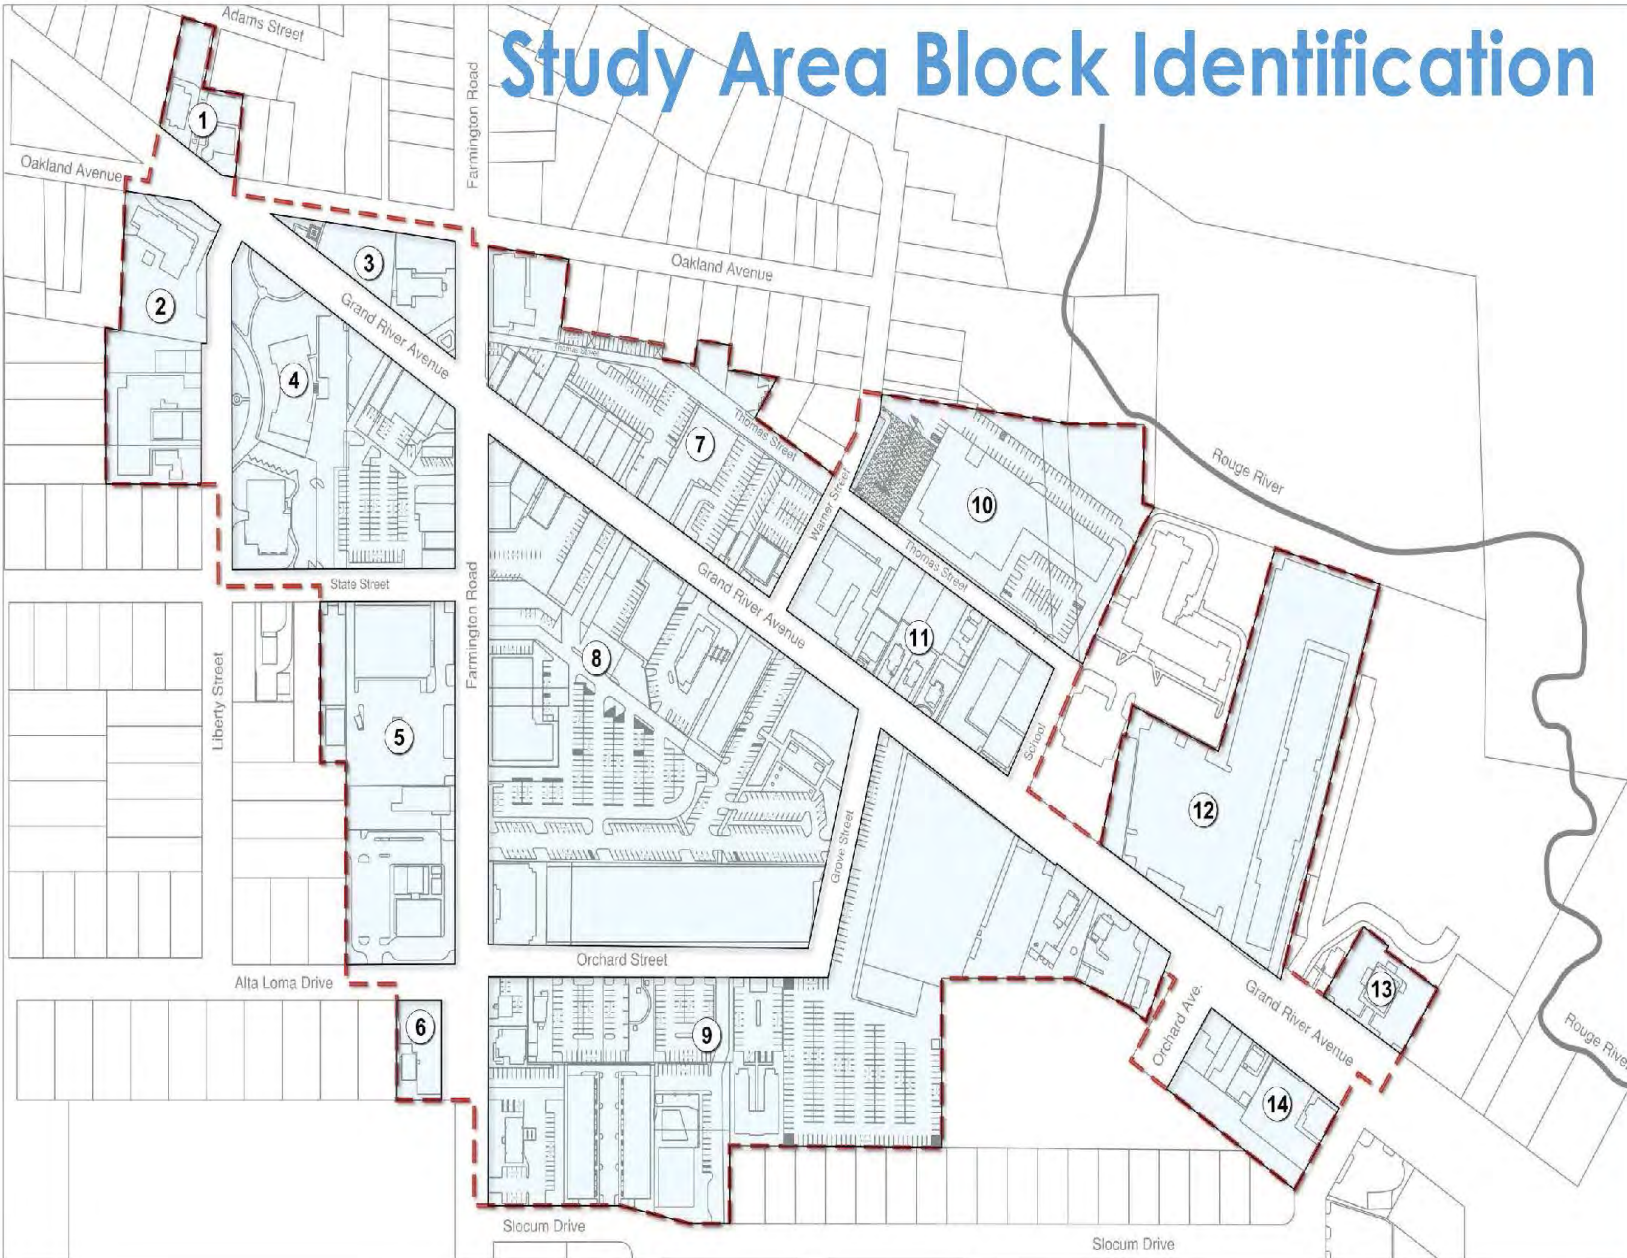 Study Area Block Identification
Adams Street
Farmington Road
1
Oakland Avenue
2
3
Oakland Avenue
Grand River Avenue
4
Thomas Street
7
Thomas Street
Warner Street
10
Rouge River
Thomas Street
State Street
Farmington Road
Grand River Avenue
11
8
Liberty Street
5
School
12
Grove Street
Orchard Street
Alta Loma Drive
6
9
Orchard Ave.
Grand River Avenue
13
Rouge River
14
Slocum Drive
Slocum Drive